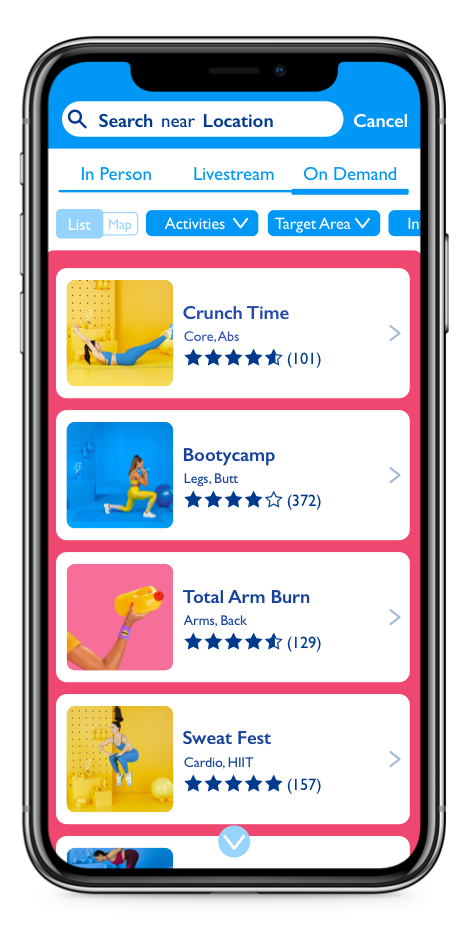 Search near Location Cancel
In Person Livestream On Demand
List Map Activities Target Area In
Crunch Time
Core, Abs
(101)
Bootycamp
Legs, Butt
(372)
Total Arm Burn
Arms, Back
(129)
Sweat Fest
Cardio, HIIT
(157)